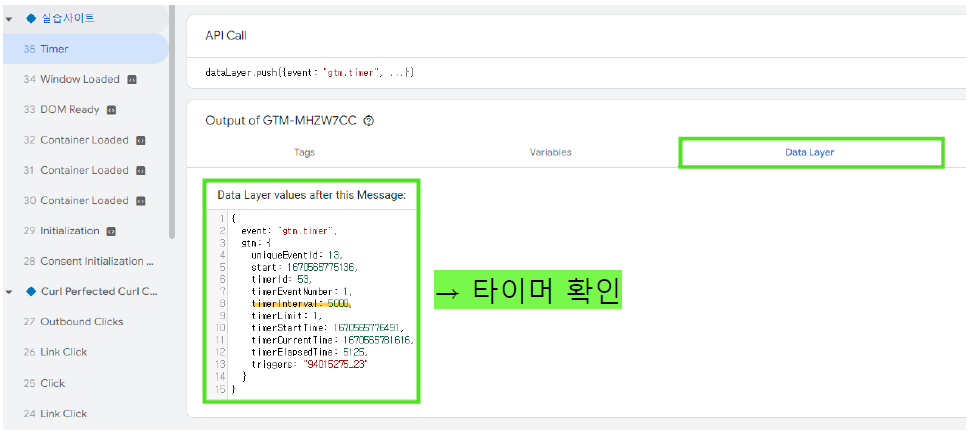 실습사이트
35 Timer
34 Window Loaded
33 DOM Ready
32 Container Loaded
31 Container Loaded
30 Container Loaded
29 Initialization
28 Consent Initialization ...
Curl Perfected Curl C...
27 Outbound Clicks
26 Link Click
25 Click
24 Link Click
API Call
dataLayer.push({event: "gtm.timer", ...})
Output of GTM-MHZW7CC
Tags
Variables
Data Layer
Data Layer values after this Message:
1 {
2 event: "gtm.timer",
3 gtm: {
4 uniqueEventId: 13,
5 start: 1670565775136,
6 timerId: 53,
7 timerEventNumber: 1,
8 timerInterval: 5000,
9 timerLimit: 1,
10 timerStartTime: 1670565776491,
11 timerCurrentTime: 1670565781616,
12 timerElapsedTime: 5125,
13 triggers: "94015275_23"
14 }
15 }
→ 타이머 확인